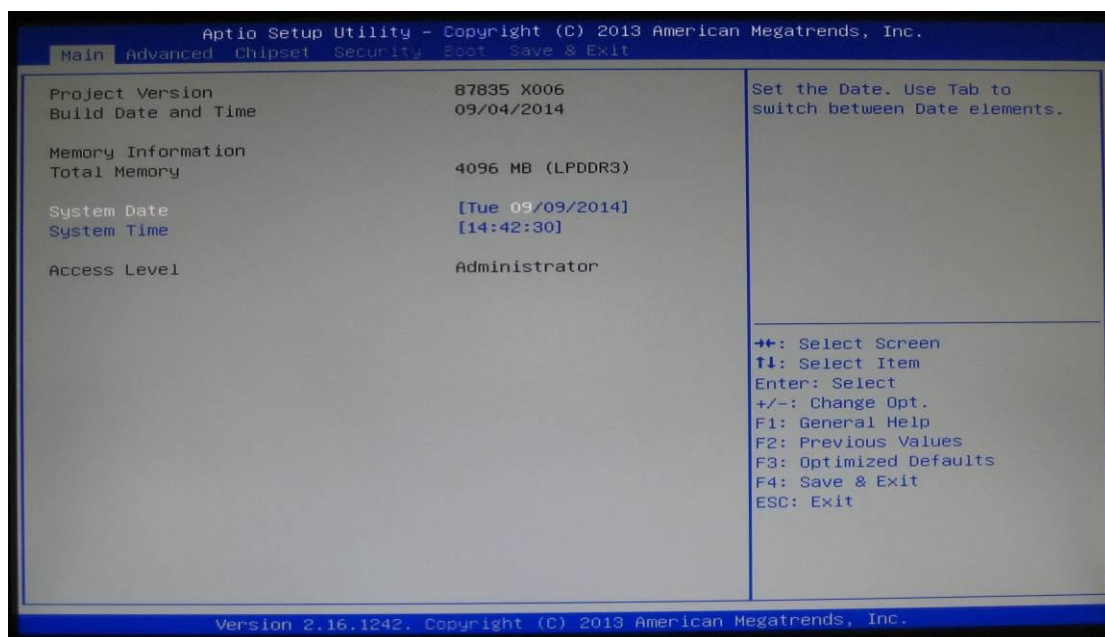 Aptio Setup Utility – Copyright (C) 2013 American Megatrends, Inc.
Main Advanced Chipset Security Boot Save & Exit
Project Version 87835 X006
Build Date and Time 09/04/2014
Memory Information
Total Memory 4096 MB (LPDDR3)
System Date [Tue 09/09/2014]
System Time [14:42:30]
Access Level Administrator
Set the Date. Use Tab to
switch between Date elements.
→←: Select Screen
↑↓: Select Item
Enter: Select
+/-: Change Opt.
F1: General Help
F2: Previous Values
F3: Optimized Defaults
F4: Save & Exit
ESC: Exit
Version 2.16.1242. Copyright (C) 2013 American Megatrends, Inc.